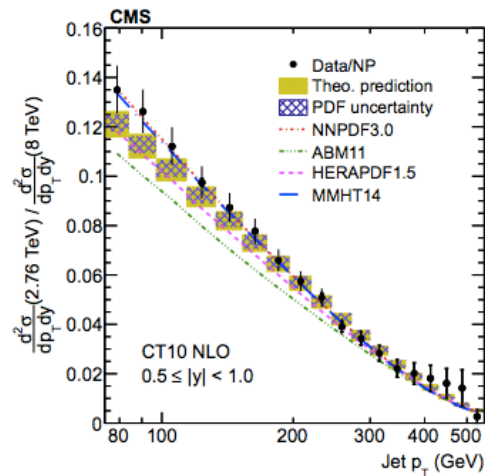 CMS
0.16
0.14
0.12
0.1
0.08
0.06
0.04
0.02
0
d²σ/dp_T dy (2.76 TeV) / d²σ/dp_T dy (8 TeV)
Data/NP
Theo. prediction
PDF uncertainty
NNPDF3.0
ABM11
HERAPDF1.5
MMHT14
CT10 NLO
0.5 ≤ |y| < 1.0
80 100 200 300 400 500
Jet p_T (GeV)